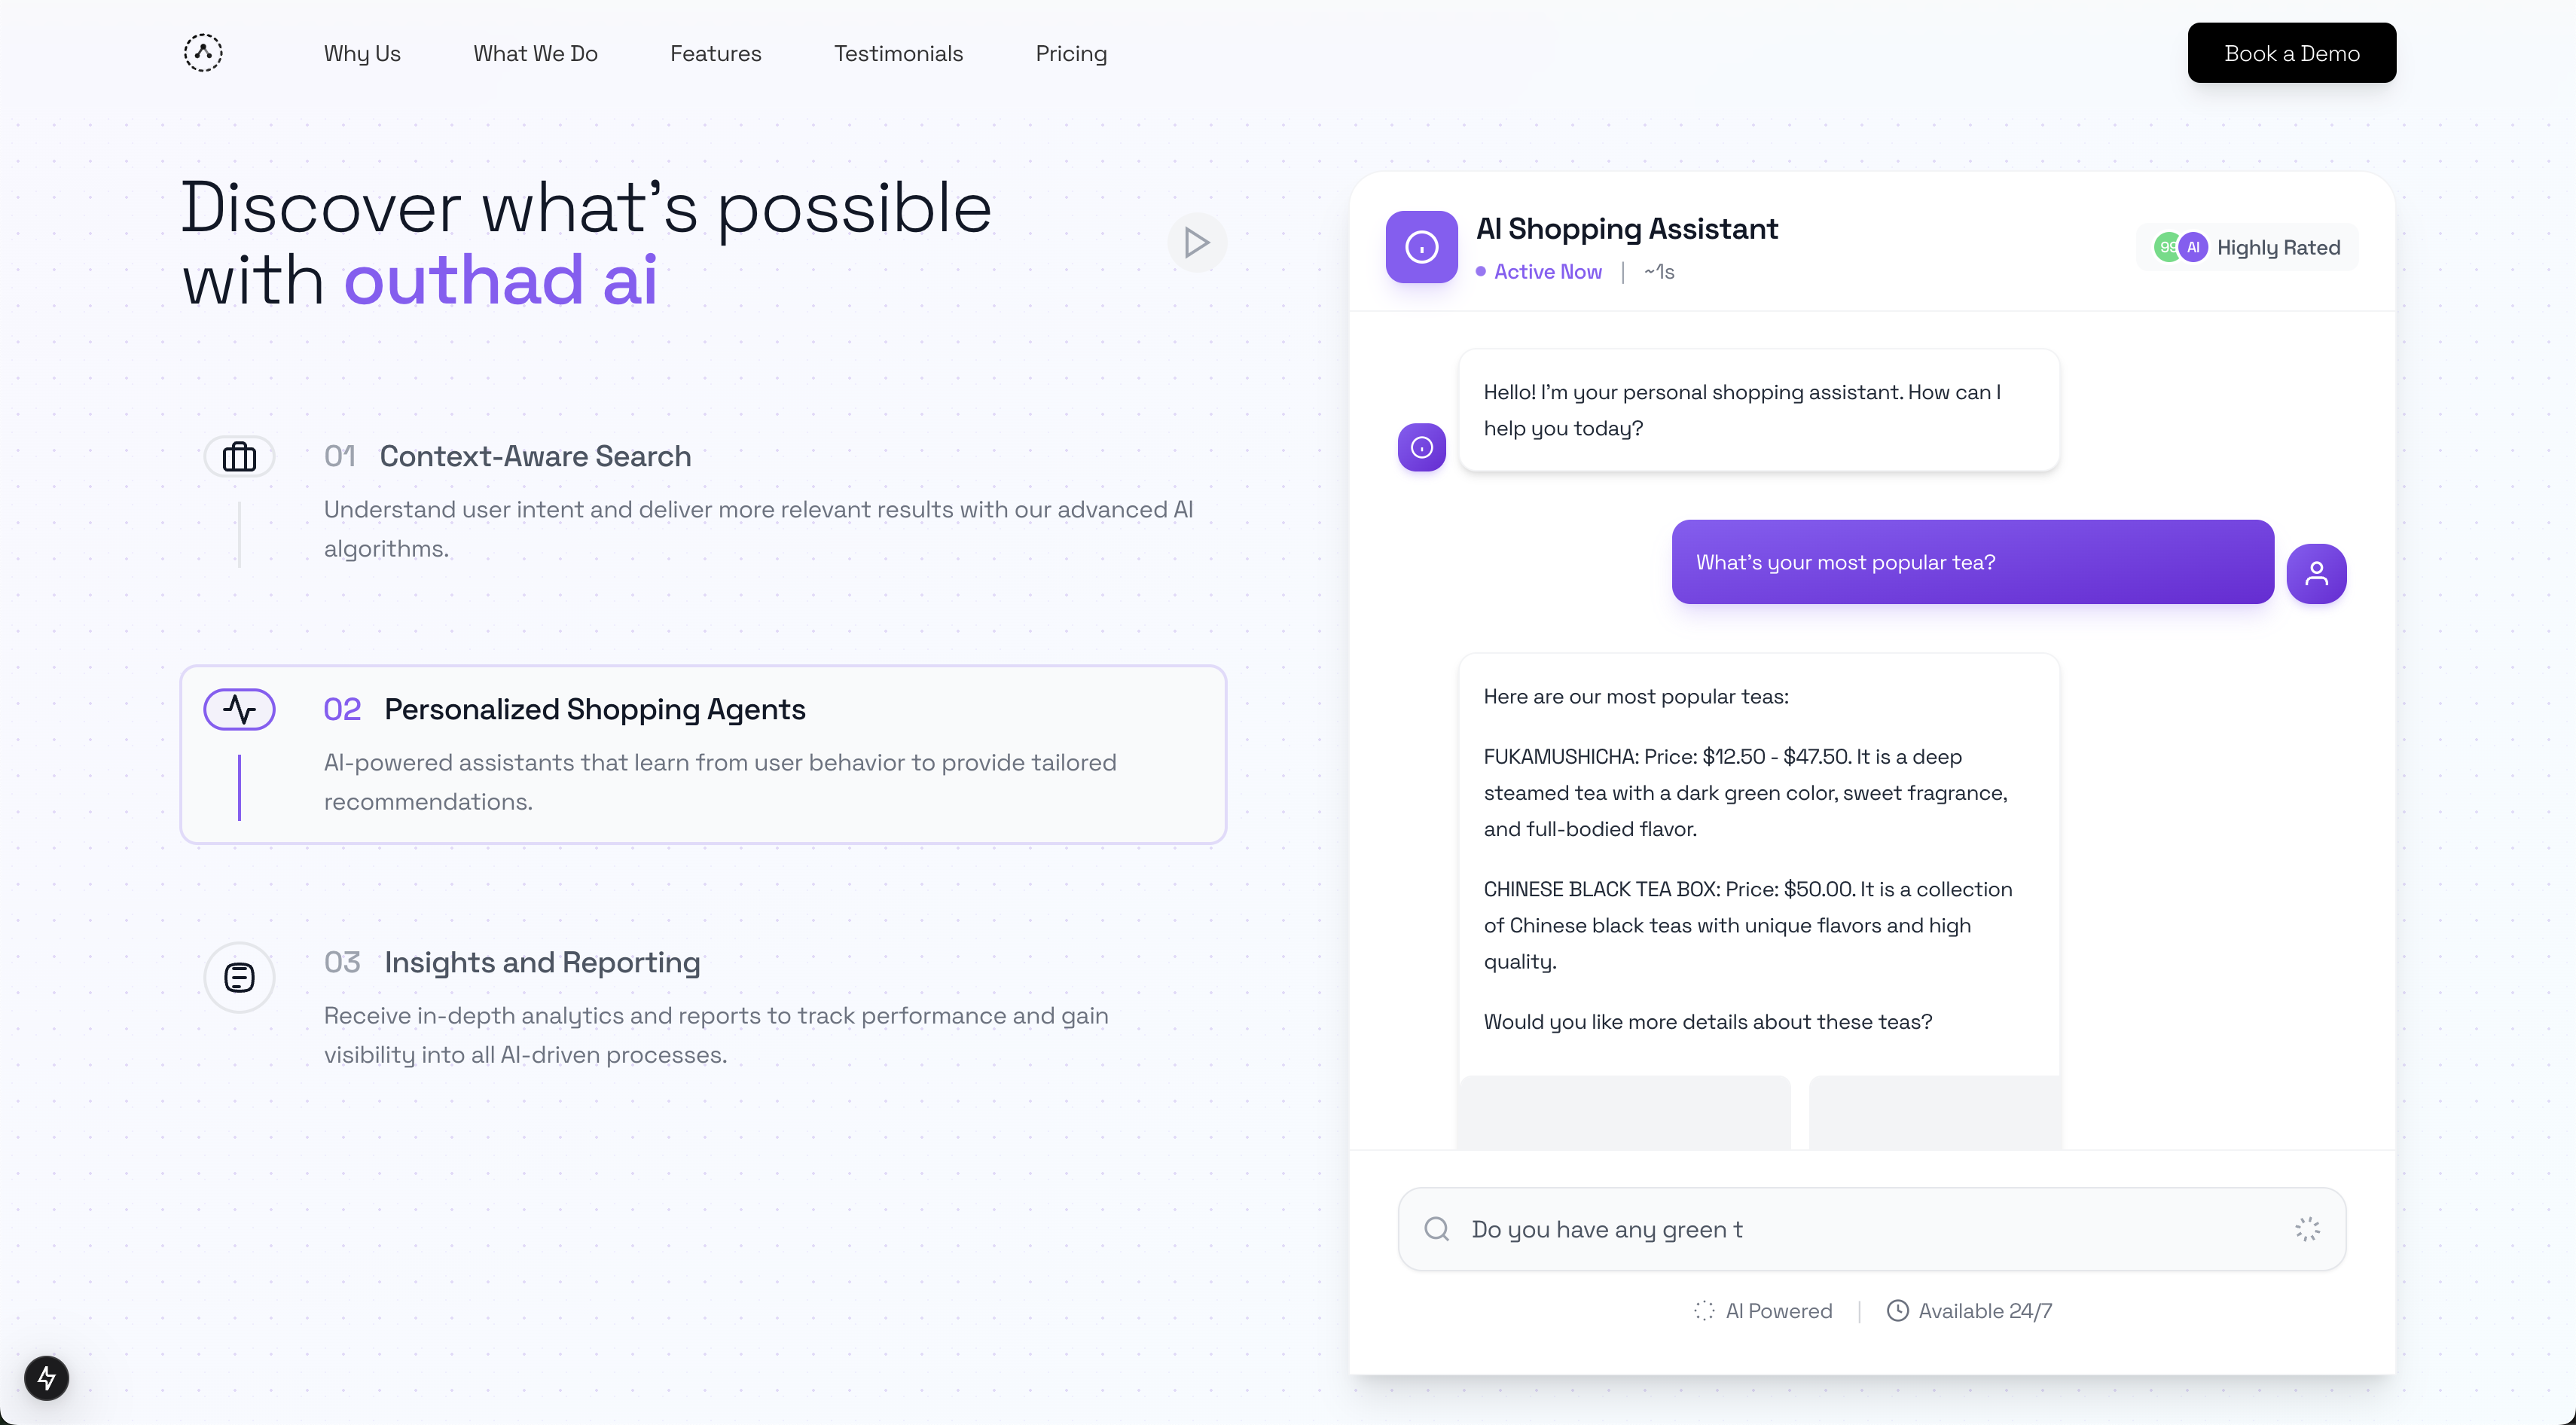 Why Us
What We Do
Features
Testimonials
Pricing
Book a Demo
Discover what's possible
with outhad ai
01 Context-Aware Search
Understand user intent and deliver more relevant results with our advanced AI
algorithms.
02 Personalized Shopping Agents
AI-powered assistants that learn from user behavior to provide tailored
recommendations.
03 Insights and Reporting
Receive in-depth analytics and reports to track performance and gain
visibility into all AI-driven processes.
AI Shopping Assistant
Active Now | ~1s
AI Highly Rated
Hello! I'm your personal shopping assistant. How can I
help you today?
What's your most popular tea?
Here are our most popular teas:
FUKAMUSHICHA: Price: $12.50 - $47.50. It is a deep
steamed tea with a dark green color, sweet fragrance,
and full-bodied flavor.
CHINESE BLACK TEA BOX: Price: $50.00. It is a collection
of Chinese black teas with unique flavors and high
quality.
Would you like more details about these teas?
Do you have any green t
AI Powered | Available 24/7